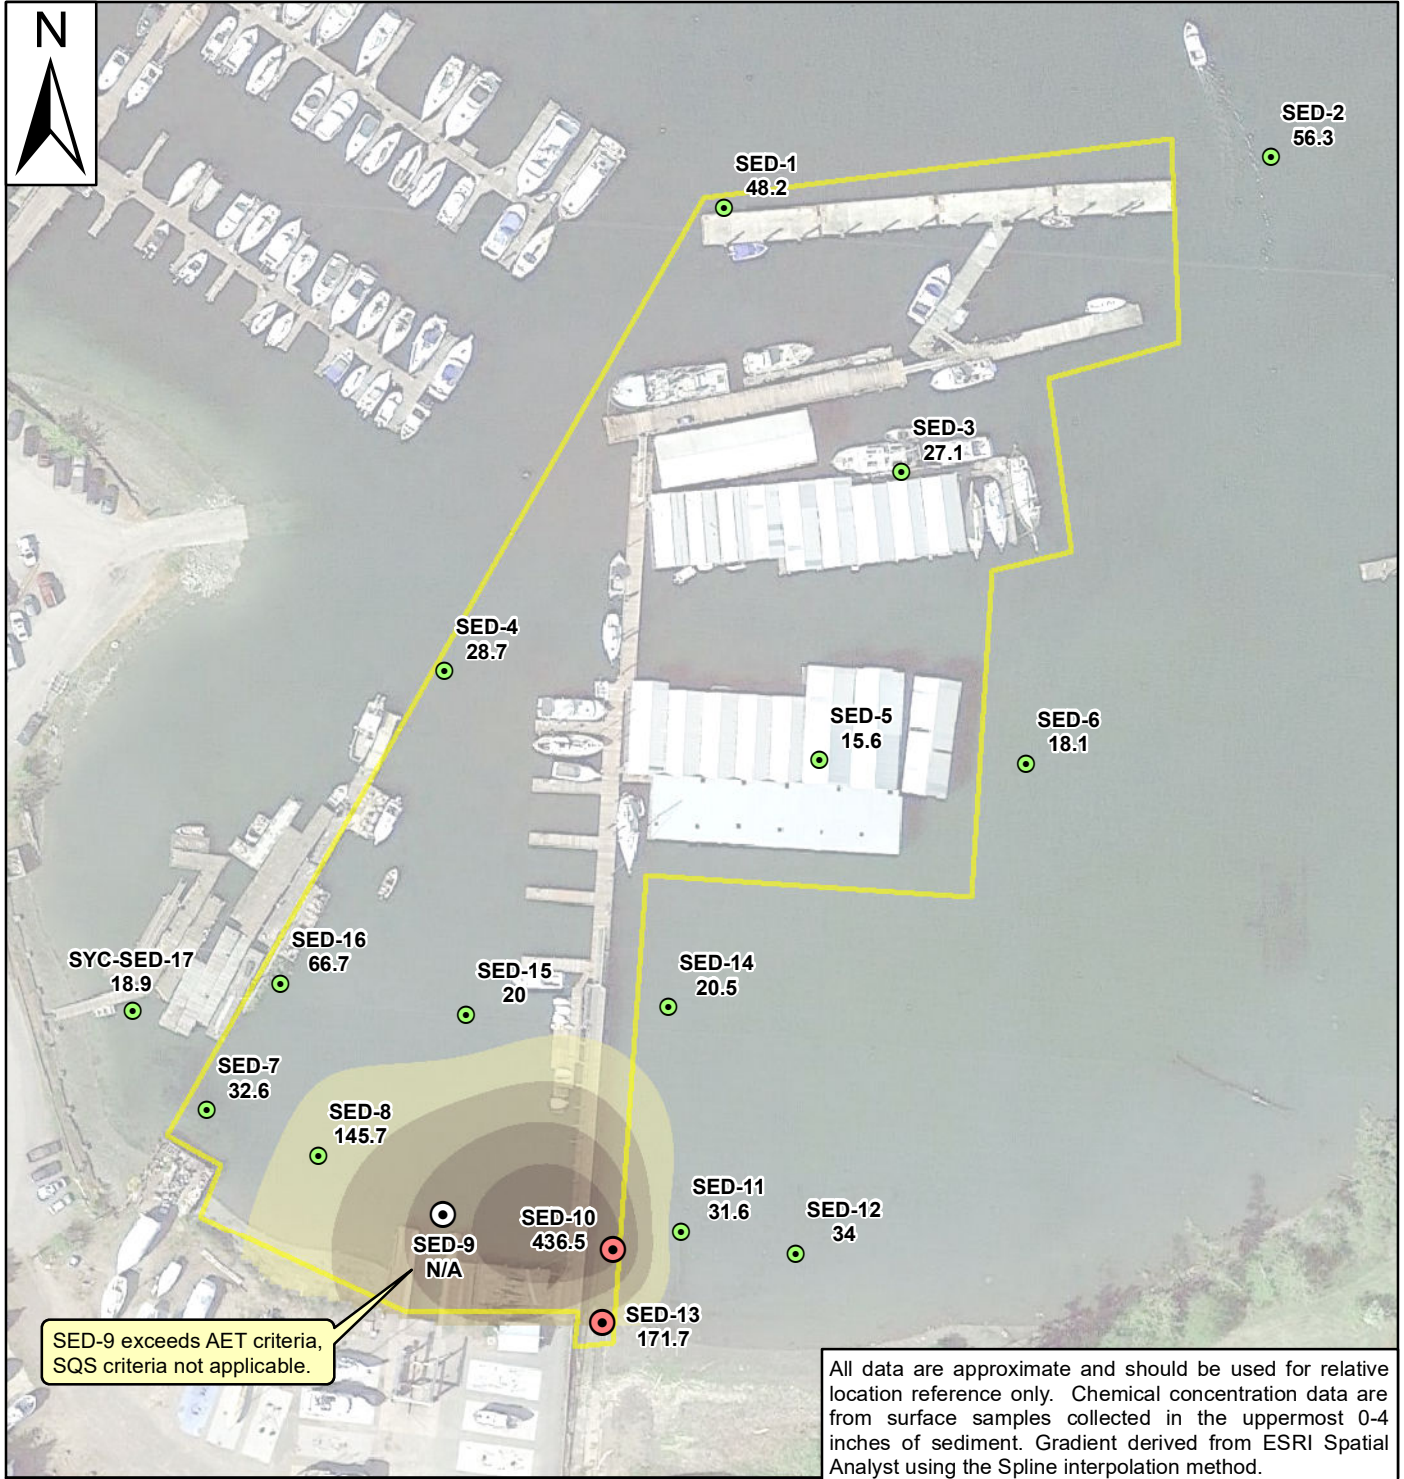 N
SED-2
56.3
SED-1
48.2
SED-3
27.1
SED-4
28.7
SED-5
15.6
SED-6
18.1
SED-16
66.7
SYC-SED-17
18.9
SED-15
20
SED-14
20.5
SED-7
32.6
SED-8
145.7
SED-11
31.6
SED-12
34
SED-10
436.5
SED-9
N/A
SED-13
171.7
SED-9 exceeds AET criteria,
SQS criteria not applicable.
All data are approximate and should be used for relative
location reference only. Chemical concentration data are
from surface samples collected in the uppermost 0-4
inches of sediment. Gradient derived from ESRI Spatial
Analyst using the Spline interpolation method.